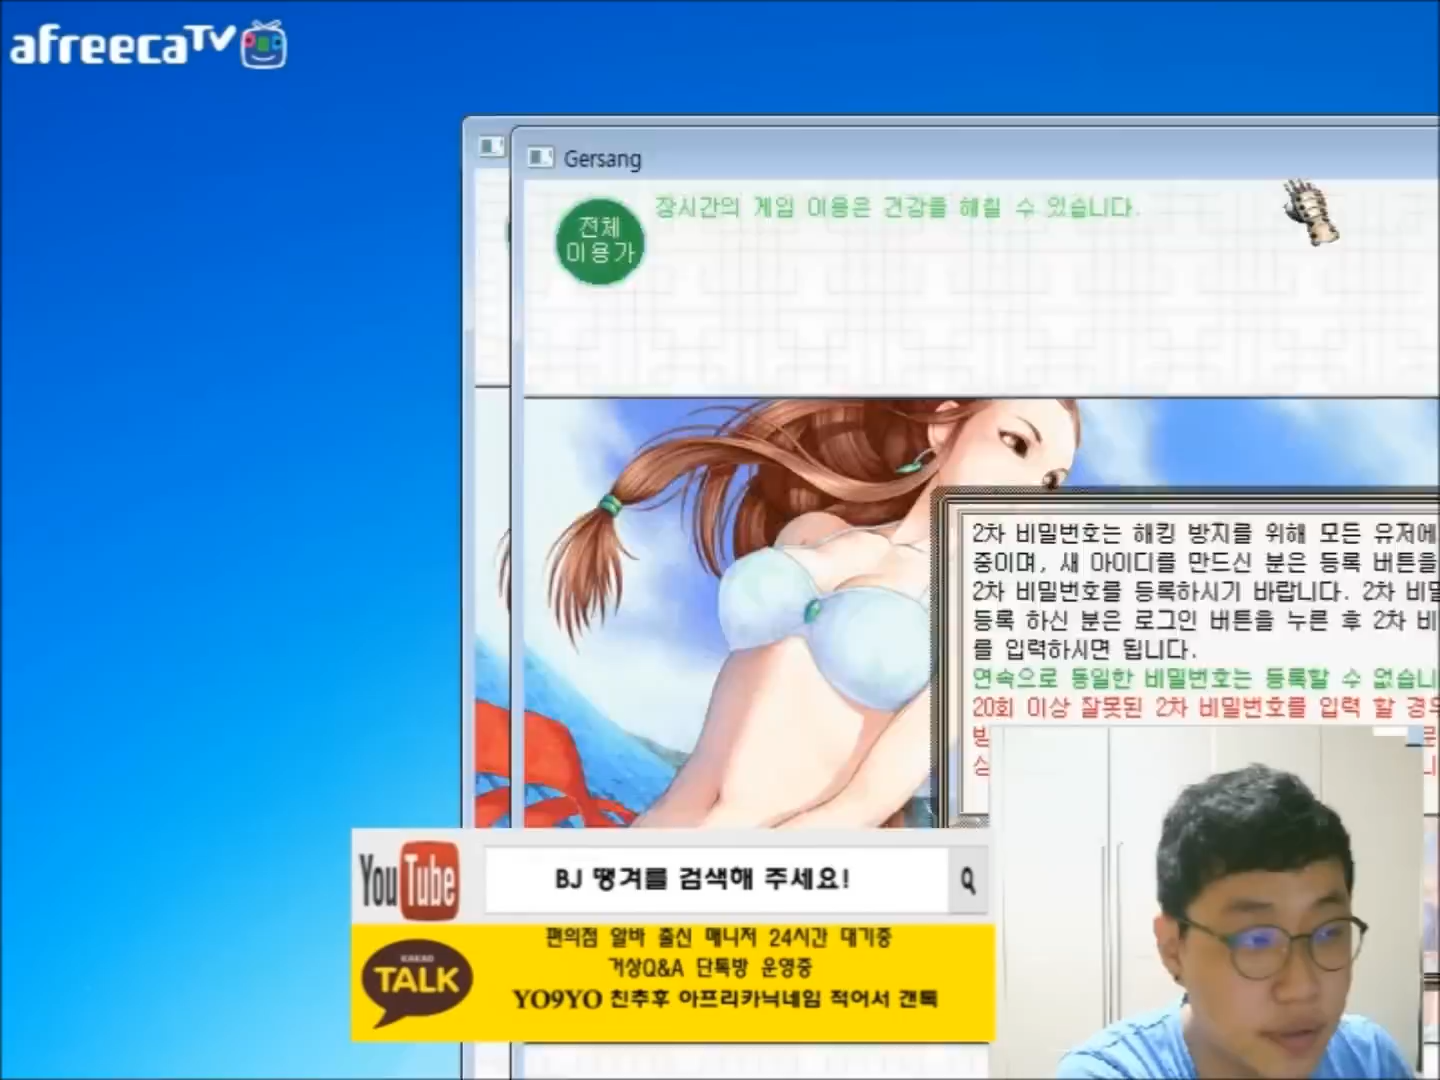 afreecaTV
Gersang
전체
이용가
장시간의 게임 이용은 건강을 해칠 수 있습니다.
2차 비밀번호는 해킹 방지를 위해 모든 유저에
중이며, 새 아이디를 만드신 분은 등록 버튼을
2차 비밀번호를 등록하시기 바랍니다. 2차 비밀
등록 하신 분은 로그인 버튼을 누른 후 2차 비
를 입력하시면 됩니다.
연속으로 동일한 비밀번호는 등록할 수 없습니
20회 이상 잘못된 2차 비밀번호를 입력 할 경우
방
상
YouTube
BJ 땡겨를 검색해 주세요!
KAKAO
TALK
편의점 알바 출신 매니저 24시간 대기중
거상Q&A 단톡방 운영중
YO9YO 친추후 아프리카닉네임 적어서 갠톡